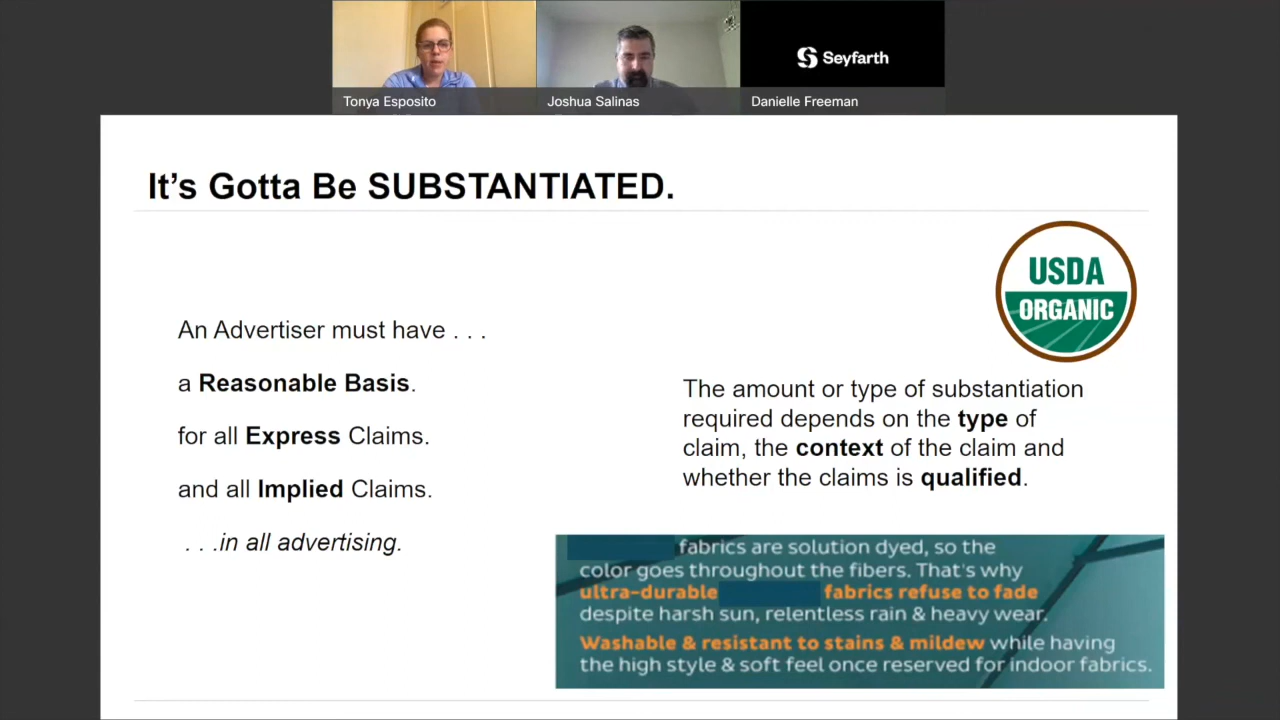 Seyfarth
Tonya Esposito
Joshua Salinas
Danielle Freeman
It's Gotta Be SUBSTANTIATED.
USDA
ORGANIC
An Advertiser must have . . .
a Reasonable Basis.
for all Express Claims.
and all Implied Claims.
. . .in all advertising.
The amount or type of substantiation
required depends on the type of
claim, the context of the claim and
whether the claims is qualified.
fabrics are solution dyed, so the
color goes throughout the fibers. That's why
ultra-durable fabrics refuse to fade
despite harsh sun, relentless rain & heavy wear.
Washable & resistant to stains & mildew while having
the high style & soft feel once reserved for indoor fabrics.